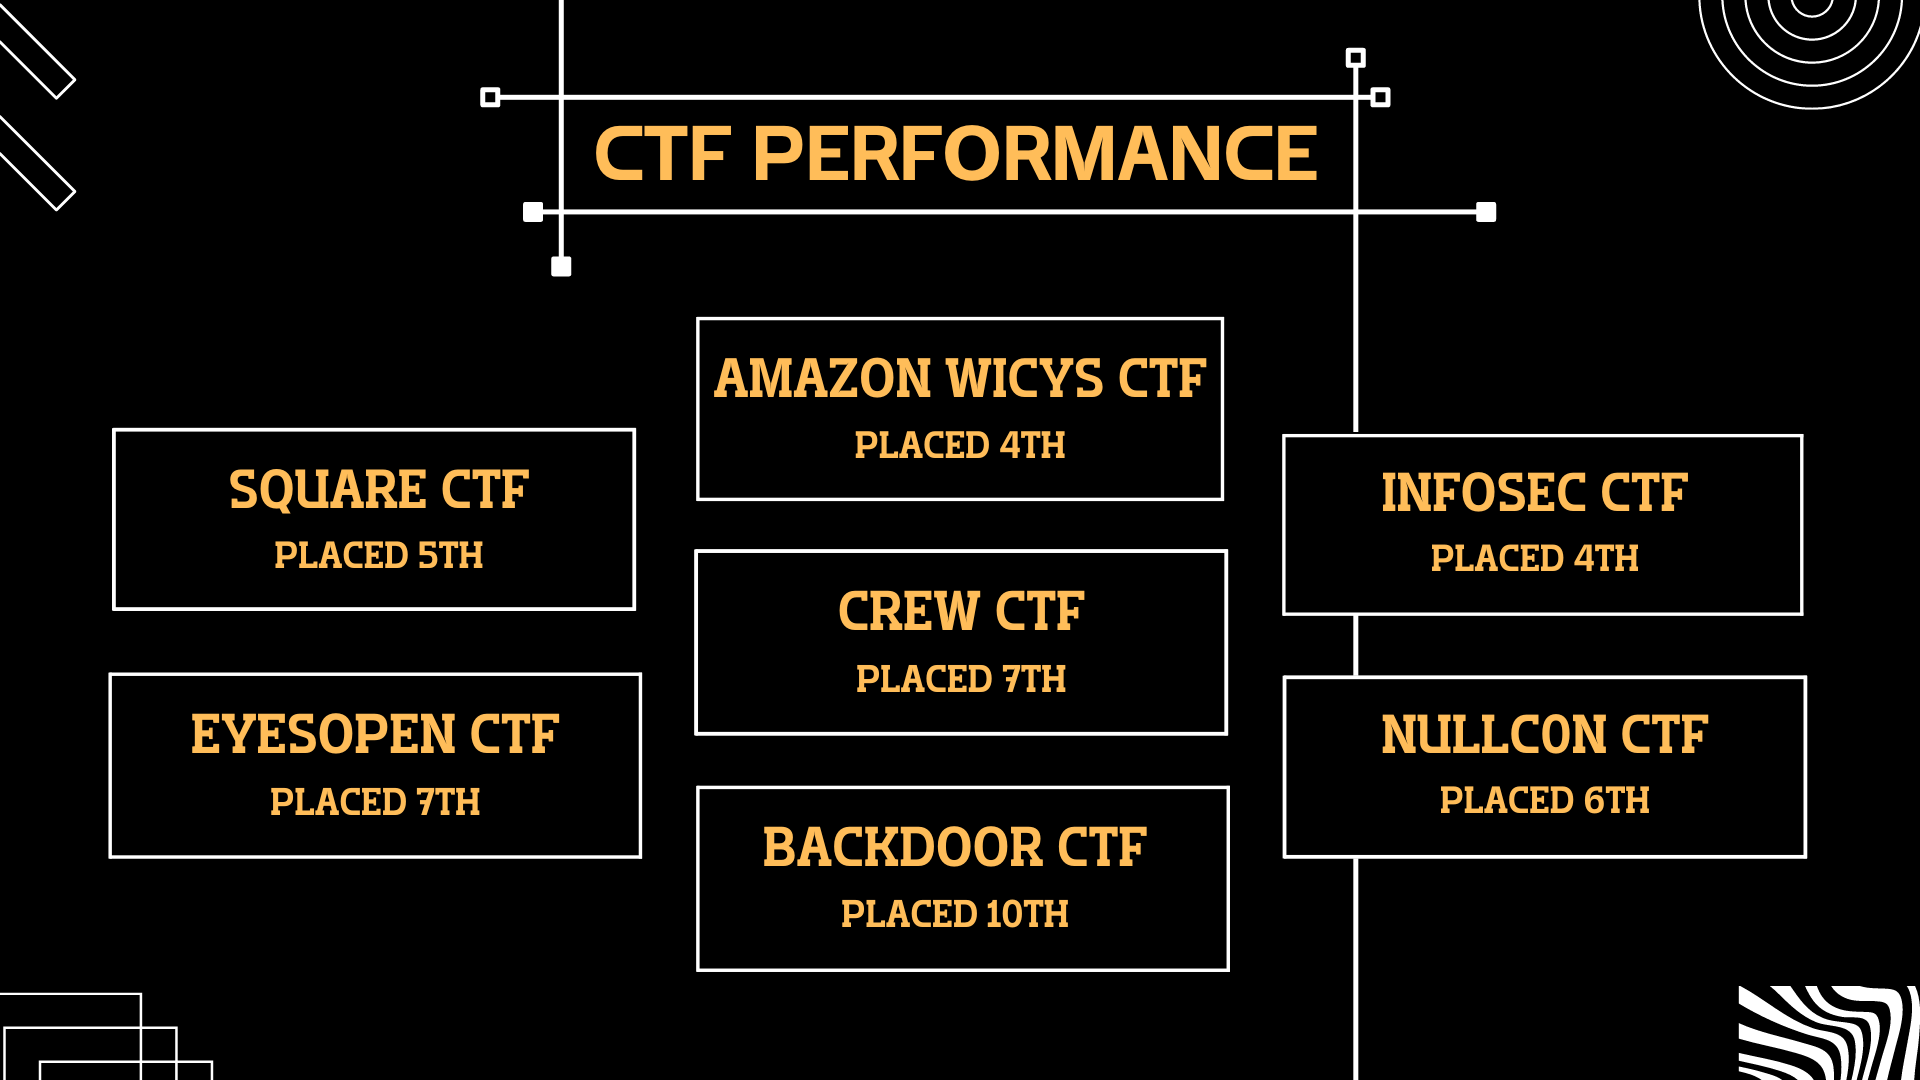 CTF PERFORMANCE
AMAZON WICYS CTF
PLACED 4TH
SQUARE CTF
PLACED 5TH
INFOSEC CTF
PLACED 4TH
CREW CTF
PLACED 7TH
EYESOPEN CTF
PLACED 7TH
NULLCON CTF
PLACED 6TH
BACKDOOR CTF
PLACED 10TH